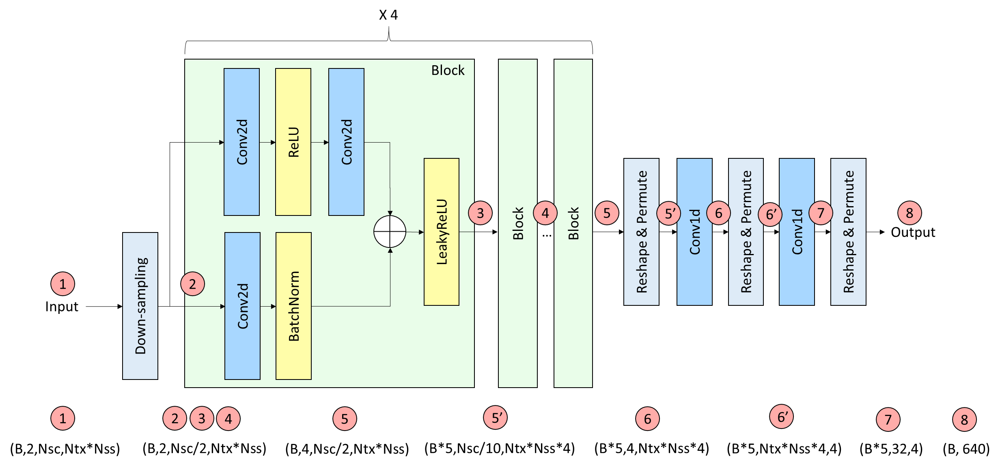 X 4
Block
Conv2d
ReLU
Conv2d
LeakyReLU
3
Block
4
...
Block
5
Reshape & Permute
5’
Conv1d
6
Reshape & Permute
6’
Conv1d
7
Reshape & Permute
8
Output
1
Input
Down-sampling
2
Conv2d
BatchNorm
1
2 3 4
5
5’
6
6’
7
8
(B,2,Nsc,Ntx*Nss)
(B,2,Nsc/2,Ntx*Nss)
(B,4,Nsc/2,Ntx*Nss)
(B*5,Nsc/10,Ntx*Nss*4)
(B*5,4,Ntx*Nss*4)
(B*5,Ntx*Nss*4,4)
(B*5,32,4)
(B, 640)